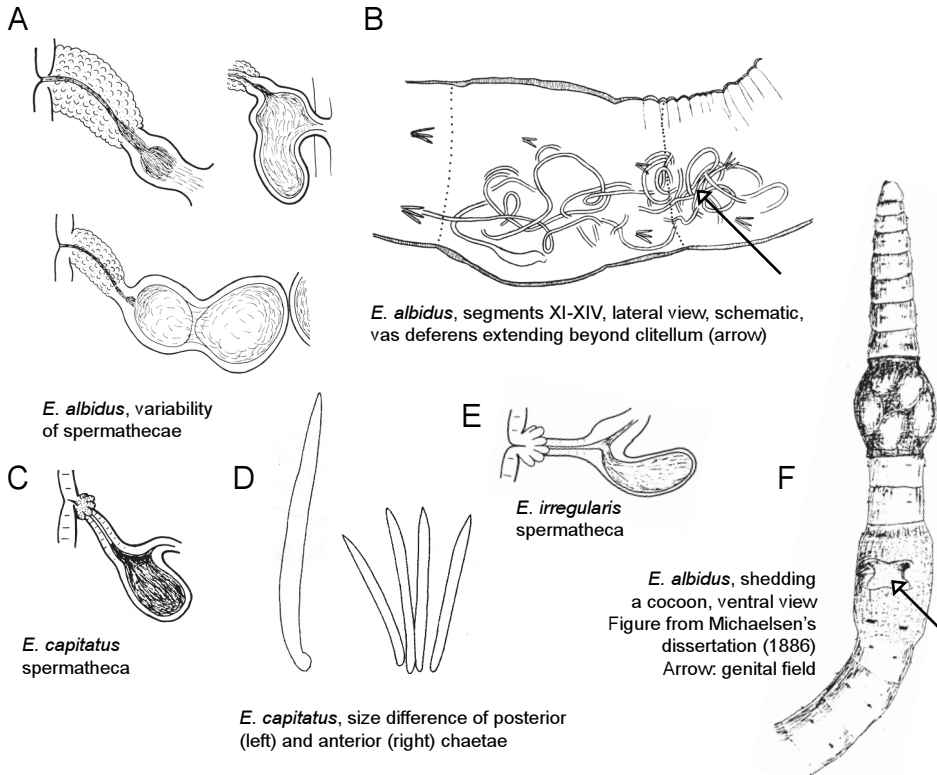 A
B
E. albidus, segments XI-XIV, lateral view, schematic,
vas deferens extending beyond clitellum (arrow)
E. albidus, variability
of spermathecae
C
E. capitatus
spermatheca
D
E. capitatus, size difference of posterior
(left) and anterior (right) chaetae
E
E. irregularis
spermatheca
F
E. albidus, shedding
a cocoon, ventral view
Figure from Michaelsen's
dissertation (1886)
Arrow: genital field